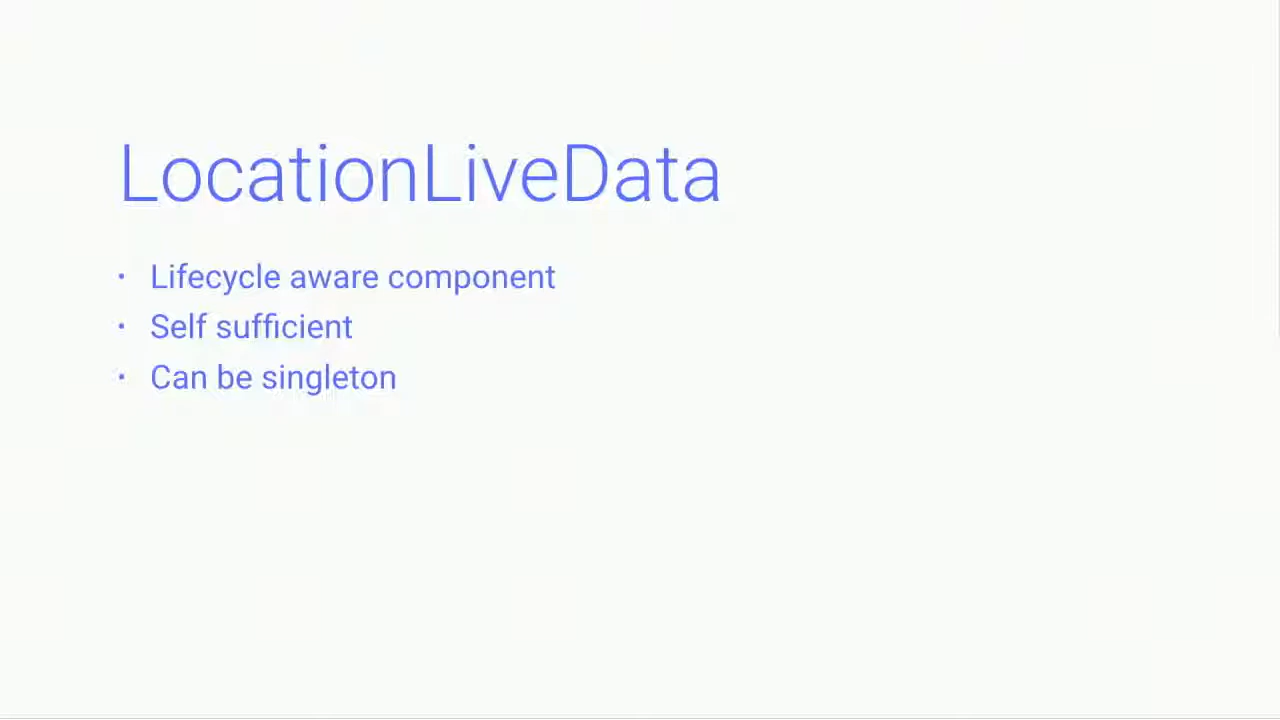 LocationLiveData
· Lifecycle aware component
· Self sufficient
· Can be singleton